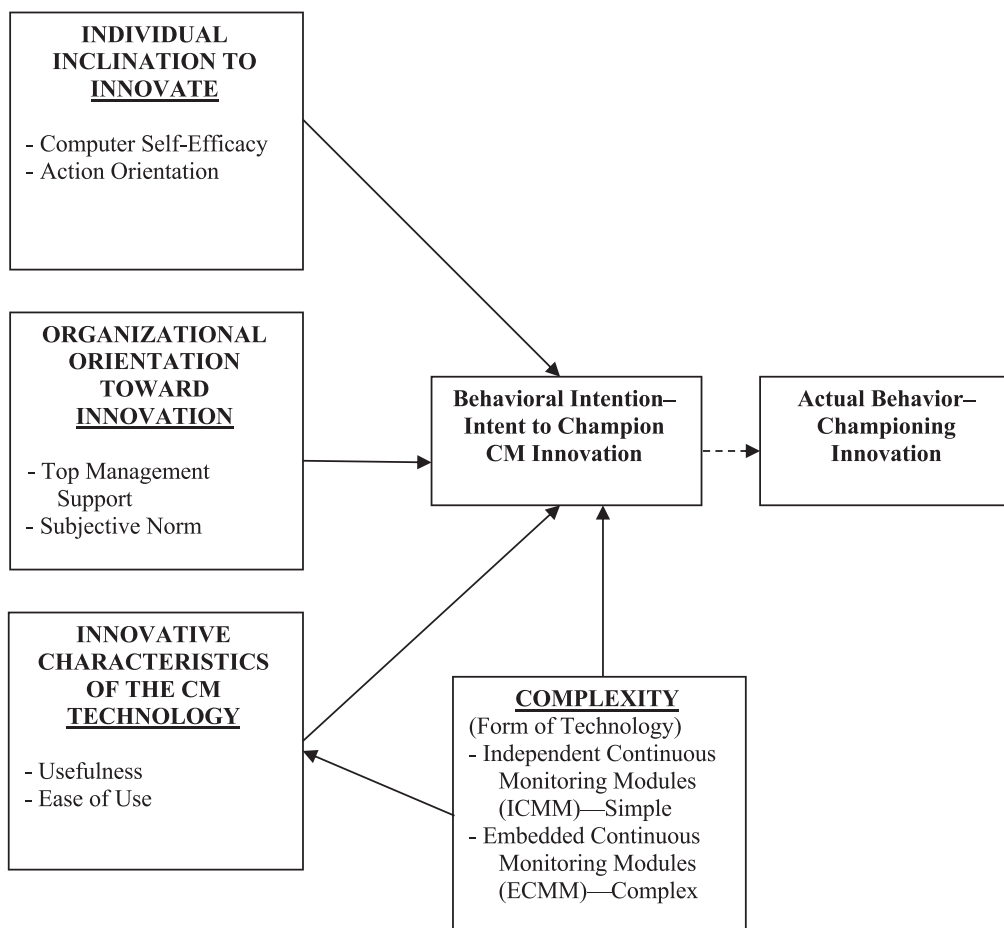 INDIVIDUAL
INCLINATION TO
INNOVATE
- Computer Self-Efficacy
- Action Orientation
ORGANIZATIONAL
ORIENTATION
TOWARD
INNOVATION
- Top Management
Support
- Subjective Norm
Behavioral Intention–
Intent to Champion
CM Innovation
Actual Behavior–
Championing
Innovation
INNOVATIVE
CHARACTERISTICS
OF THE CM
TECHNOLOGY
- Usefulness
- Ease of Use
COMPLEXITY
(Form of Technology)
- Independent Continuous
Monitoring Modules
(ICMM)—Simple
- Embedded Continuous
Monitoring Modules
(ECMM)—Complex